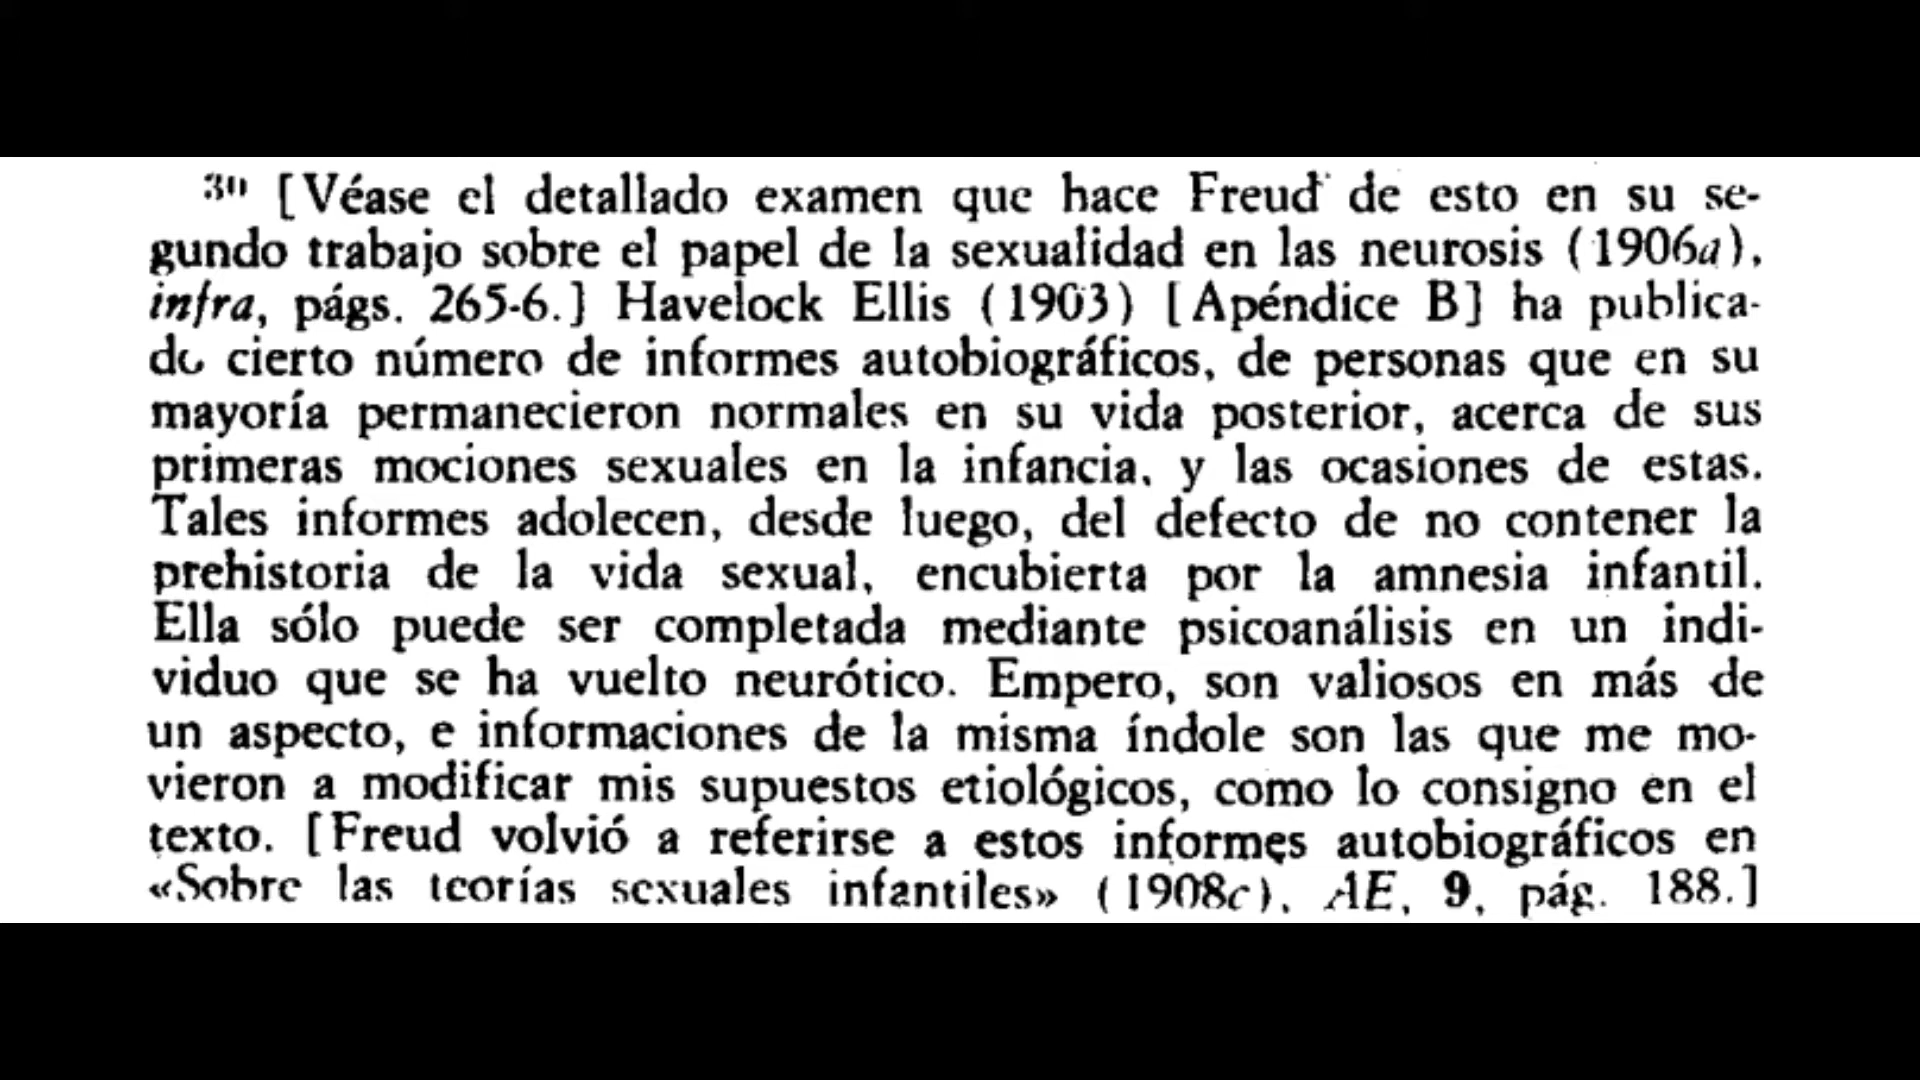 30 [Véase el detallado examen que hace Freud de esto en su se-
gundo trabajo sobre el papel de la sexualidad en las neurosis (1906a),
infra, págs. 265-6.] Havelock Ellis (1903) [Apéndice B] ha publica-
do cierto número de informes autobiográficos, de personas que en su
mayoría permanecieron normales en su vida posterior, acerca de sus
primeras mociones sexuales en la infancia, y las ocasiones de estas.
Tales informes adolecen, desde luego, del defecto de no contener la
prehistoria de la vida sexual, encubierta por la amnesia infantil.
Ella sólo puede ser completada mediante psicoanálisis en un indi-
viduo que se ha vuelto neurótico. Empero, son valiosos en más de
un aspecto, e informaciones de la misma índole son las que me mo-
vieron a modificar mis supuestos etiológicos, como lo consigno en el
texto. [Freud volvió a referirse a estos informes autobiográficos en
«Sobre las teorías sexuales infantiles» (1908c), AE, 9, pág. 188.]